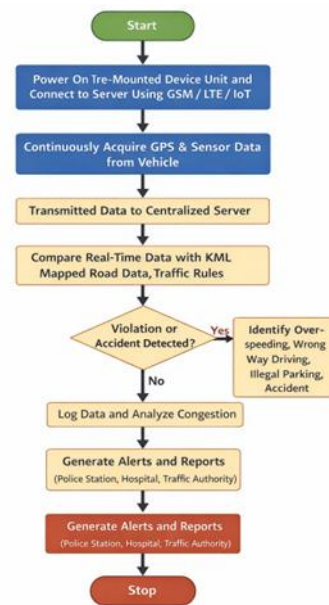 Start
Power On Tre-Mounted Device Unit and
Connect to Server Using GSM / LTE / IoT
Continuously Acquire GPS & Sensor Data
from Vehicle
Transmitted Data to Centralized Server
Compare Real-Time Data with KML
Mapped Road Data, Traffic Rules
Violation or
Accident Detected?
Yes
Identify Over-
speeding, Wrong
Way Driving,
Illegal Parking,
Accident
No
Log Data and Analyze Congestion
Generate Alerts and Reports
(Police Station, Hospital, Traffic Authority)
Generate Alerts and Reports
(Police Station, Hospital, Traffic Authority)
Stop